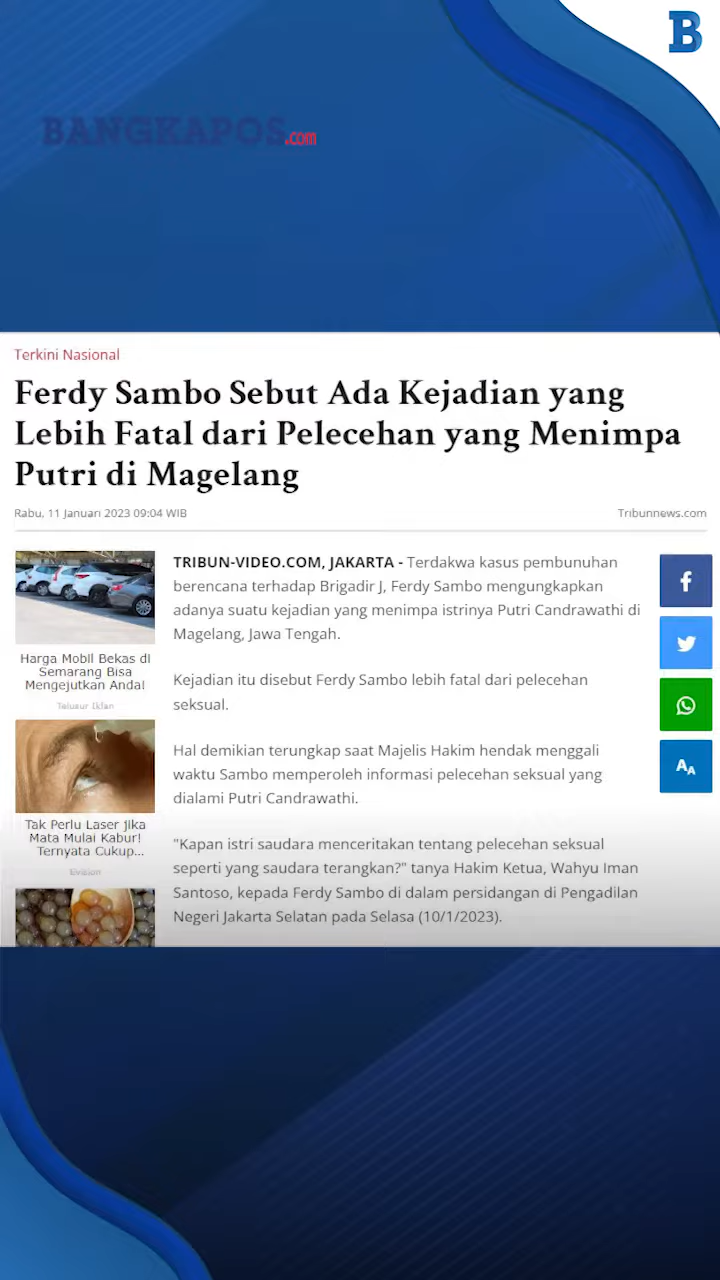 B
BANGKAPOS.com
Terkini Nasional
Ferdy Sambo Sebut Ada Kejadian yang
Lebih Fatal dari Pelecehan yang Menimpa
Putri di Magelang
Rabu, 11 Januari 2023 09:04 WIB
Tribunnews.com
Harga Mobil Bekas di
Semarang Bisa
Mengejutkan Anda!
Telusur Iklan
Tak Perlu Laser jika
Mata Mulai Kabur!
Ternyata Cukup...
Evision
TRIBUN-VIDEO.COM, JAKARTA - Terdakwa kasus pembunuhan
berencana terhadap Brigadir J, Ferdy Sambo mengungkapkan
adanya suatu kejadian yang menimpa istrinya Putri Candrawathi di
Magelang, Jawa Tengah.
Kejadian itu disebut Ferdy Sambo lebih fatal dari pelecehan
seksual.
Hal demikian terungkap saat Majelis Hakim hendak menggali
waktu Sambo memperoleh informasi pelecehan seksual yang
dialami Putri Candrawathi.
"Kapan istri saudara menceritakan tentang pelecehan seksual
seperti yang saudara terangkan?" tanya Hakim Ketua, Wahyu Iman
Santoso, kepada Ferdy Sambo di dalam persidangan di Pengadilan
Negeri Jakarta Selatan pada Selasa (10/1/2023).
f
AA